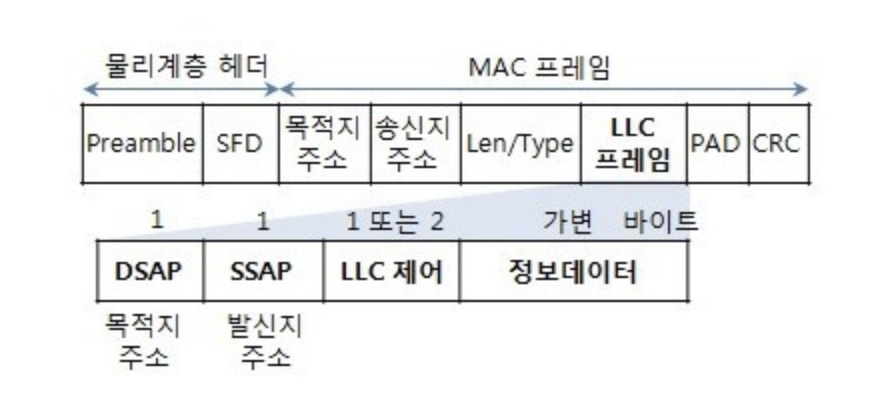 물리계층 헤더 MAC 프레임
Preamble SFD 목적지 주소 송신지 주소 Len/Type LLC 프레임 PAD CRC
1 1 1 또는 2 가변 바이트
DSAP SSAP LLC 제어 정보데이터
목적지 주소 발신지 주소